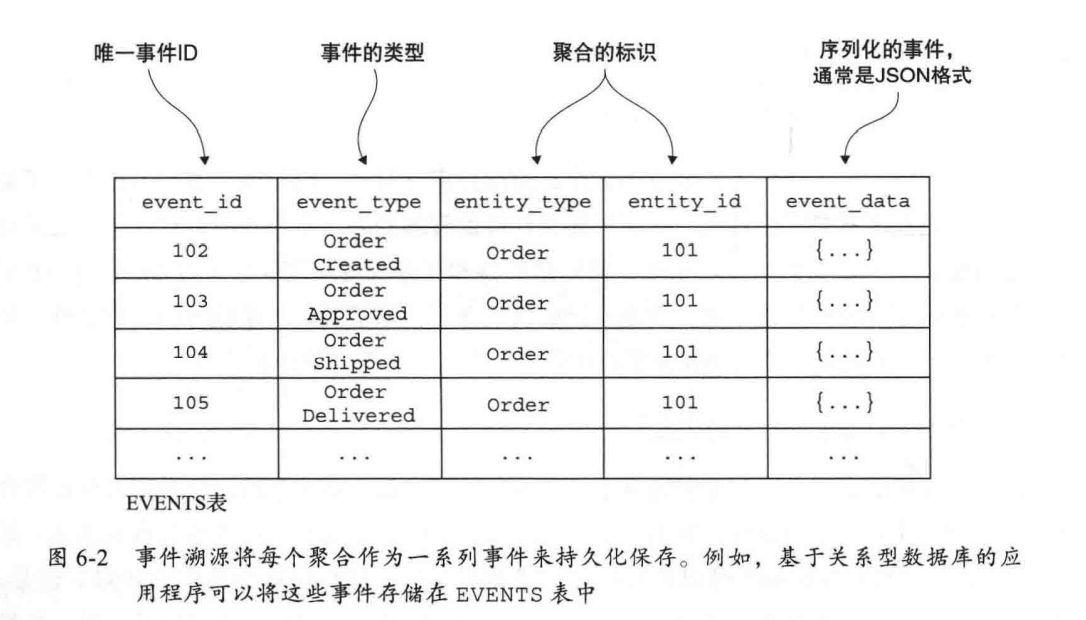 唯一事件ID
事件的类型
聚合的标识
序列化的事件，
通常是JSON格式
event_id event_type entity_type entity_id event_data
102 Order Created Order 101 {...}
103 Order Approved Order 101 {...}
104 Order Shipped Order 101 {...}
105 Order Delivered Order 101 {...}
... ... ... ... ...
EVENTS表
图 6-2 事件溯源将每个聚合作为一系列事件来持久化保存。例如，基于关系型数据库的应
用程序可以将这些事件存储在 EVENTS 表中